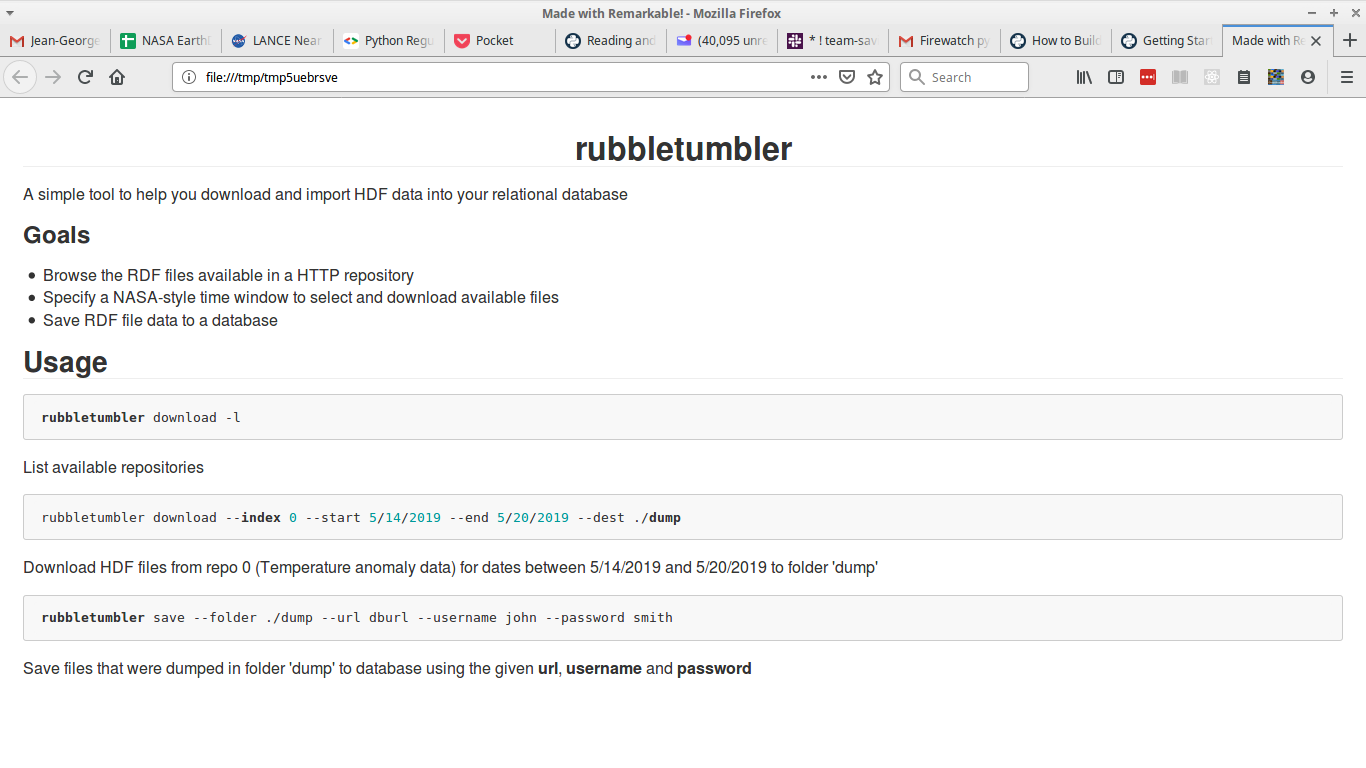 Made with Remarkable! - Mozilla Firefox
Jean-George
NASA Earth
LANCE Near
Python Regu
Pocket
Reading and
(40,095 unre
* ! team-sav
Firewatch py
How to Build
Getting Star
Made with Re
file:///tmp/tmp5uebrsve
Search
rubbletumbler
A simple tool to help you download and import HDF data into your relational database
Goals
Browse the RDF files available in a HTTP repository
Specify a NASA-style time window to select and download available files
Save RDF file data to a database
Usage
rubbletumbler download -l
List available repositories
rubbletumbler download --index 0 --start 5/14/2019 --end 5/20/2019 --dest ./dump
Download HDF files from repo 0 (Temperature anomaly data) for dates between 5/14/2019 and 5/20/2019 to folder 'dump'
rubbletumbler save --folder ./dump --url dburl --username john --password smith
Save files that were dumped in folder 'dump' to database using the given url, username and password